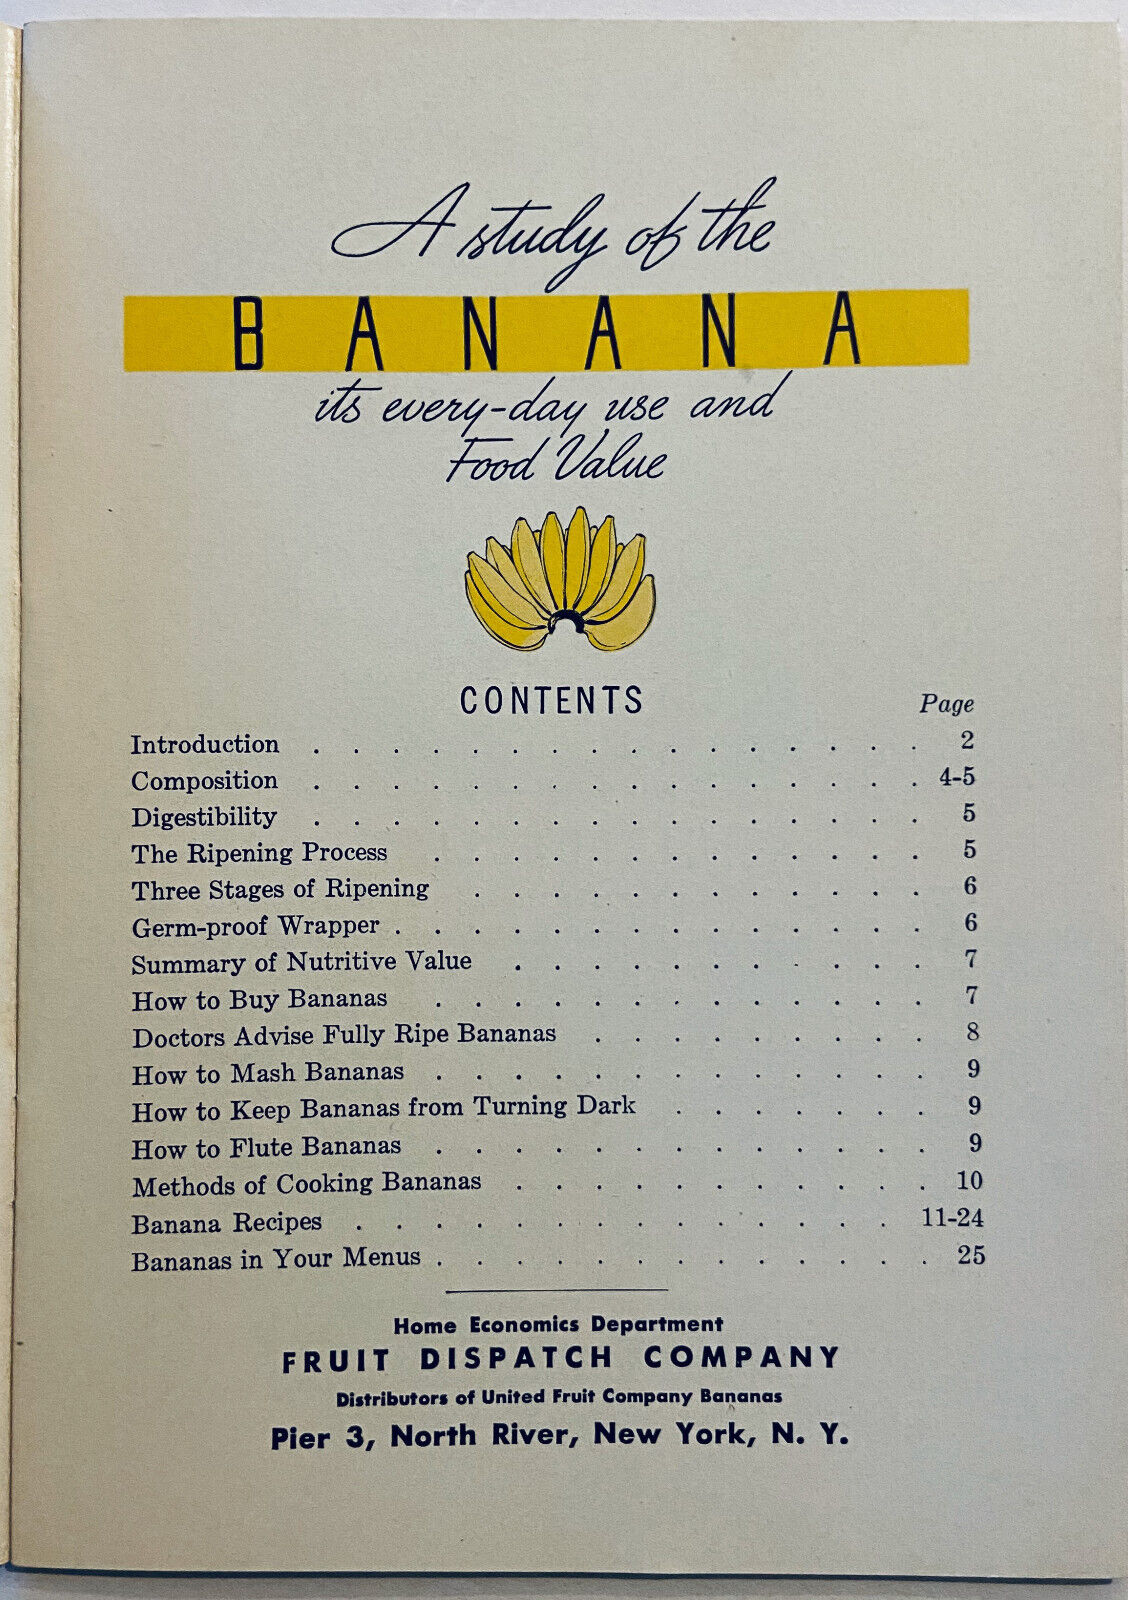 A study of the
BANANA
its every-day use and
Food Value
CONTENTS Page
Introduction . . . . . . . . . . . . . . . . 2
Composition . . . . . . . . . . . . . . . . 4-5
Digestibility . . . . . . . . . . . . . . . . 5
The Ripening Process . . . . . . . . . . . . . 5
Three Stages of Ripening . . . . . . . . . . . . 6
Germ-proof Wrapper . . . . . . . . . . . . . . 6
Summary of Nutritive Value . . . . . . . . . . . 7
How to Buy Bananas . . . . . . . . . . . . . 7
Doctors Advise Fully Ripe Bananas . . . . . . . . . 8
How to Mash Bananas . . . . . . . . . . . . . 9
How to Keep Bananas from Turning Dark . . . . . . . 9
How to Flute Bananas . . . . . . . . . . . . . 9
Methods of Cooking Bananas . . . . . . . . . . . 10
Banana Recipes . . . . . . . . . . . . . . 11-24
Bananas in Your Menus . . . . . . . . . . . . . 25
Home Economics Department
FRUIT DISPATCH COMPANY
Distributors of United Fruit Company Bananas
Pier 3, North River, New York, N. Y.